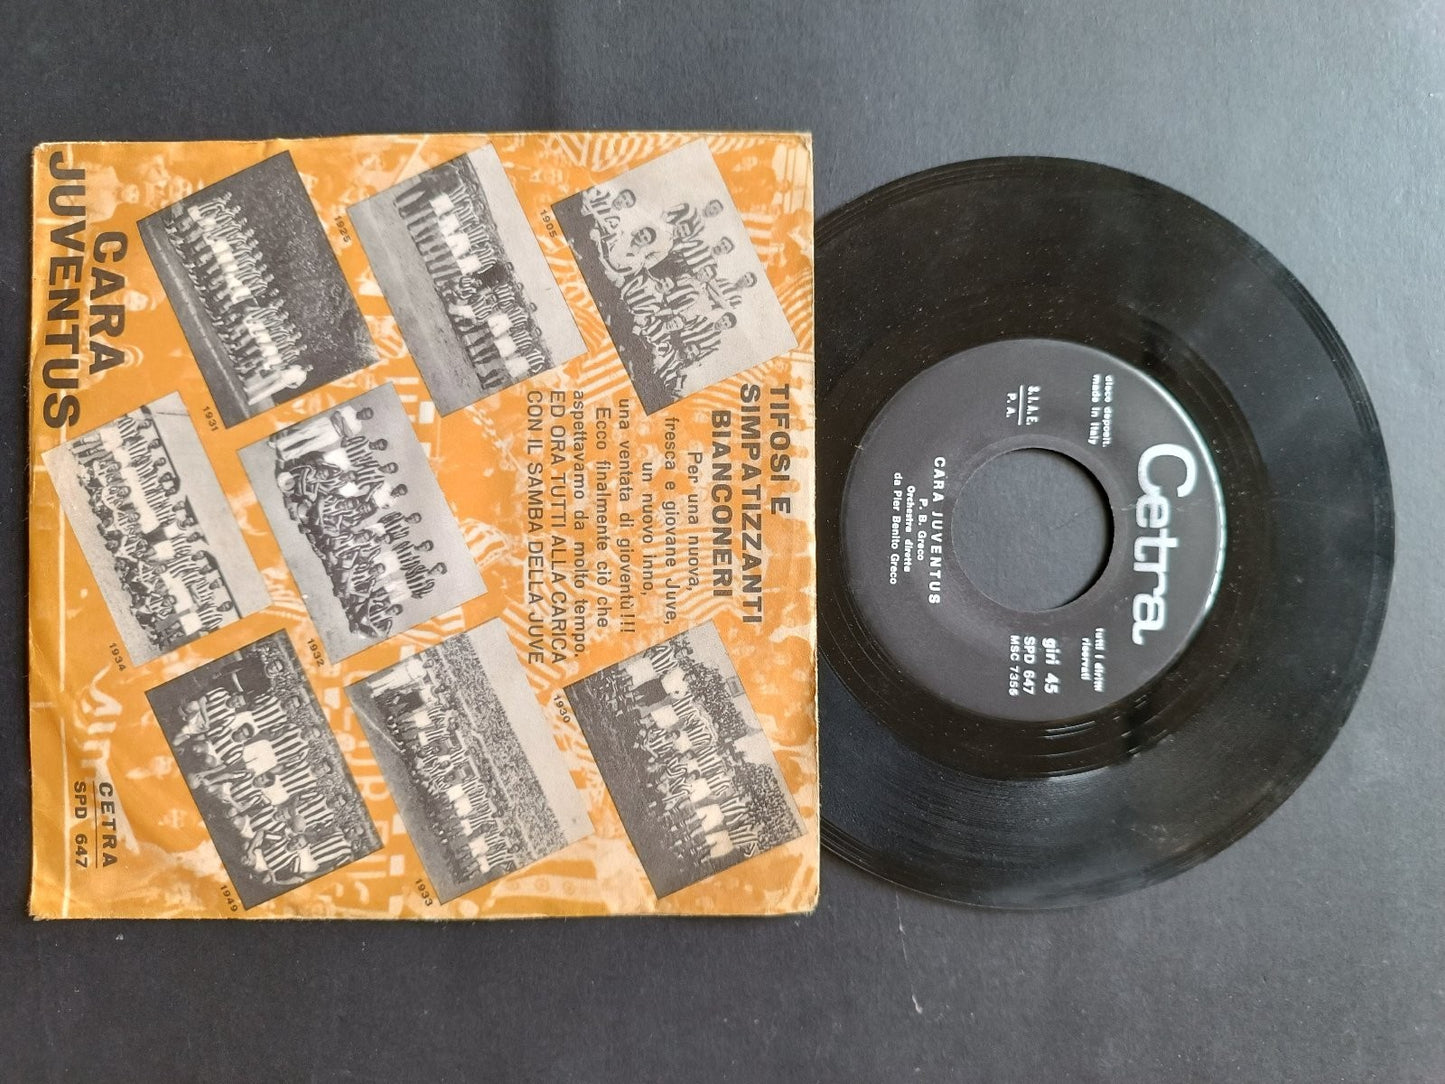 TIFOSI E
SIMPATIZZANTI
BIANCONERI
Per una nuova,
fresca e giovane Juve,
un nuovo inno,
una ventata di gioventù!!!
Ecco finalmente ciò che
aspettavamo da molto tempo.
ED ORA TUTTI ALLA CARICA
CON IL SAMBA DELLA JUVE
1905
1925
1931
1930
1932
1933
1934
1949
CARA
JUVENTUS
CETRA
SPD 647
Cetra
disco deposit.
made in Italy
tutti i diritti
riservati
S.I.A.E.
P. A.
giri 45
SPD 647
MSC 7356
CARA JUVENTUS
P. B. Greco
Orchestra diretta
da Pier Benito Greco